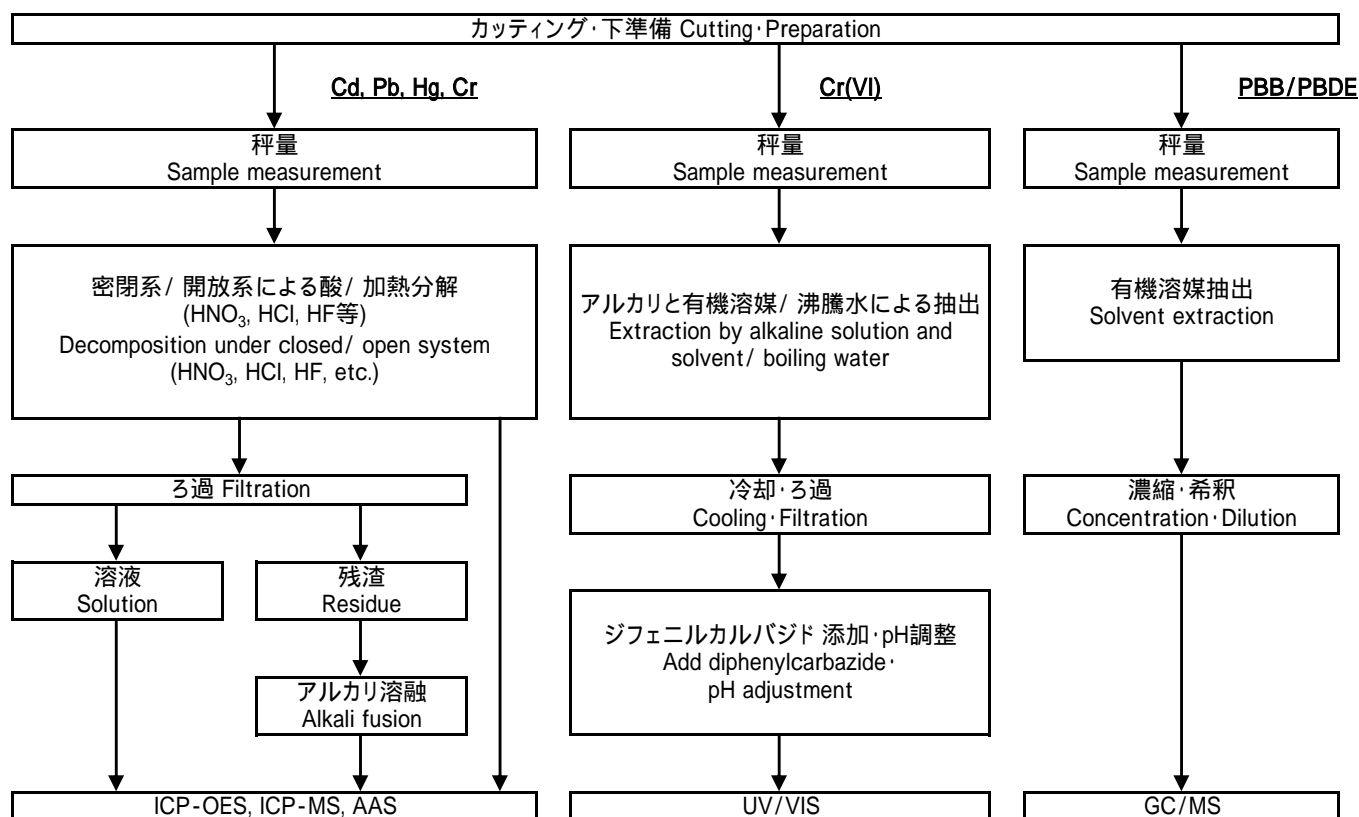 カッティング・下準備 Cutting・Preparation
Cd, Pb, Hg, Cr
Cr(VI)
PBB/PBDE
秤量
Sample measurement
秤量
Sample measurement
秤量
Sample measurement
密閉系/ 開放系による酸/ 加熱分解
(HNO₃, HCl, HF等)
Decomposition under closed/ open system
(HNO₃, HCl, HF, etc.)
アルカリと有機溶媒/ 沸騰水による抽出
Extraction by alkaline solution and
solvent/ boiling water
有機溶媒抽出
Solvent extraction
ろ過 Filtration
冷却・ろ過
Cooling・Filtration
濃縮・希釈
Concentration・Dilution
溶液
Solution
残渣
Residue
アルカリ溶融
Alkali fusion
ジフェニルカルバジド 添加・pH調整
Add diphenylcarbazide・
pH adjustment
ICP-OES, ICP-MS, AAS
UV/VIS
GC/MS